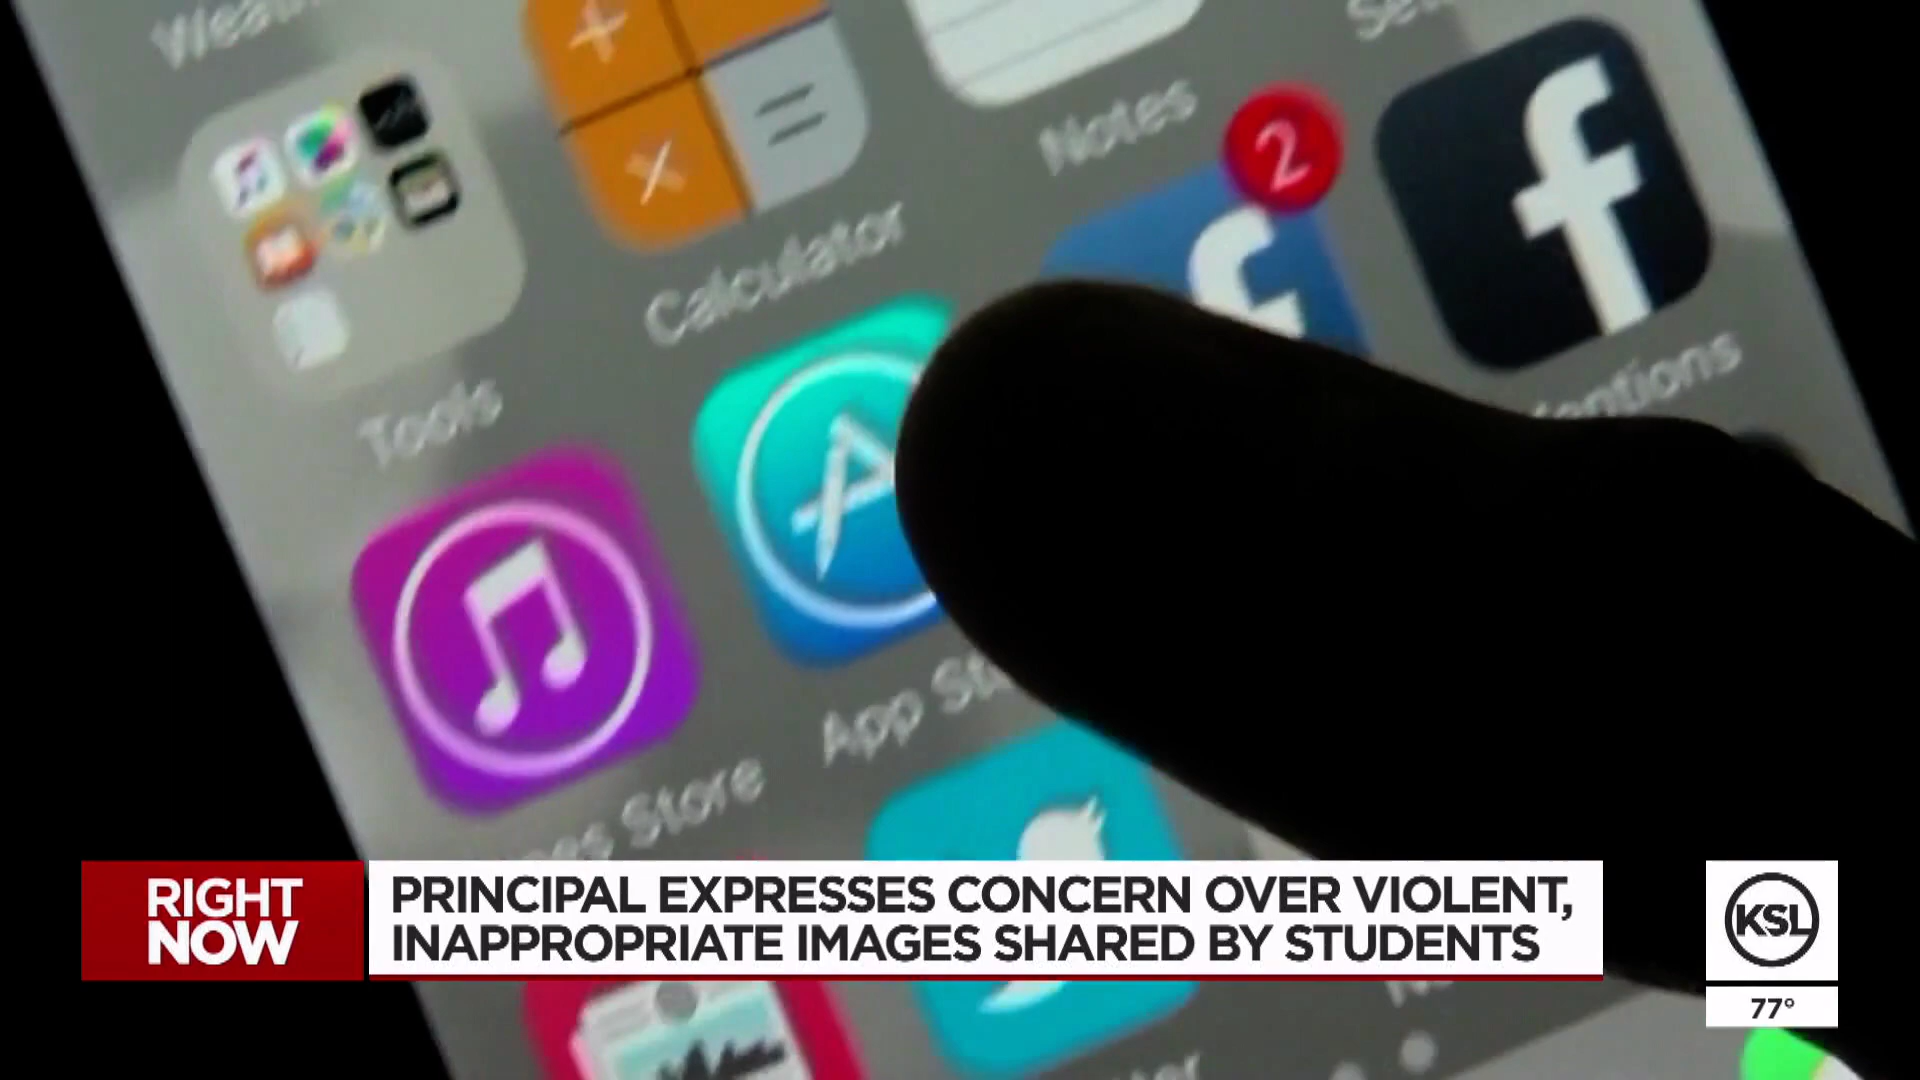 Notes
2
Calculator
Tools
App
Store
RIGHT
NOW
PRINCIPAL EXPRESSES CONCERN OVER VIOLENT,
INAPPROPRIATE IMAGES SHARED BY STUDENTS
KSL
77°